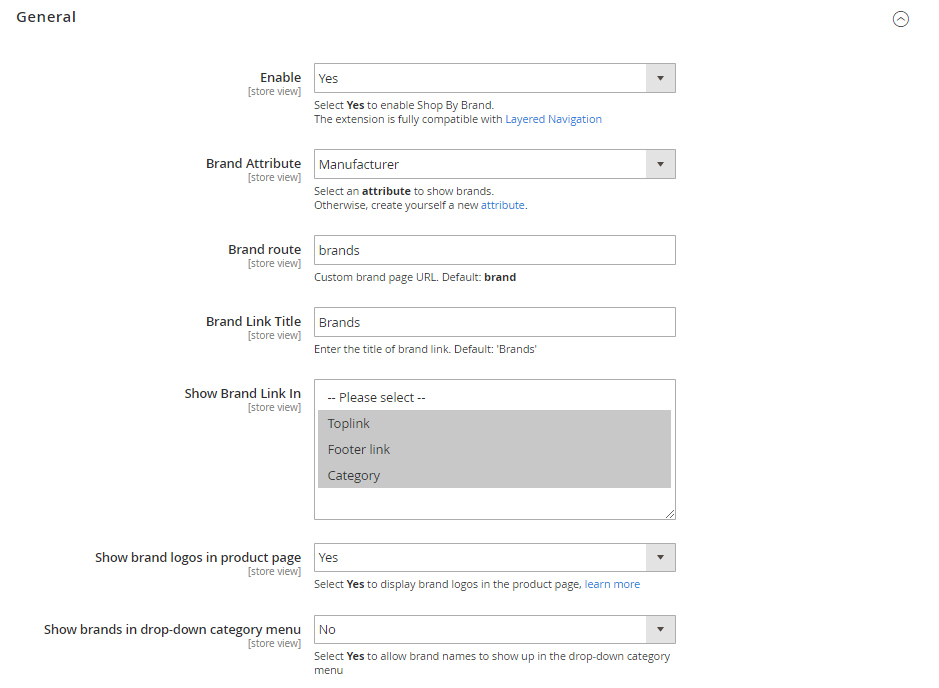 General
Enable
[store view]
Yes
Select Yes to enable Shop By Brand.
The extension is fully compatible with Layered Navigation
Brand Attribute
[store view]
Manufacturer
Select an attribute to show brands.
Otherwise, create yourself a new attribute.
Brand route
[store view]
brands
Custom brand page URL. Default: brand
Brand Link Title
[store view]
Brands
Enter the title of brand link. Default: 'Brands'
Show Brand Link In
[store view]
-- Please select --
Toplink
Footer link
Category
Show brand logos in product page
[store view]
Yes
Select Yes to display brand logos in the product page, learn more
Show brands in drop-down category menu
[store view]
No
Select Yes to allow brand names to show up in the drop-down category
menu